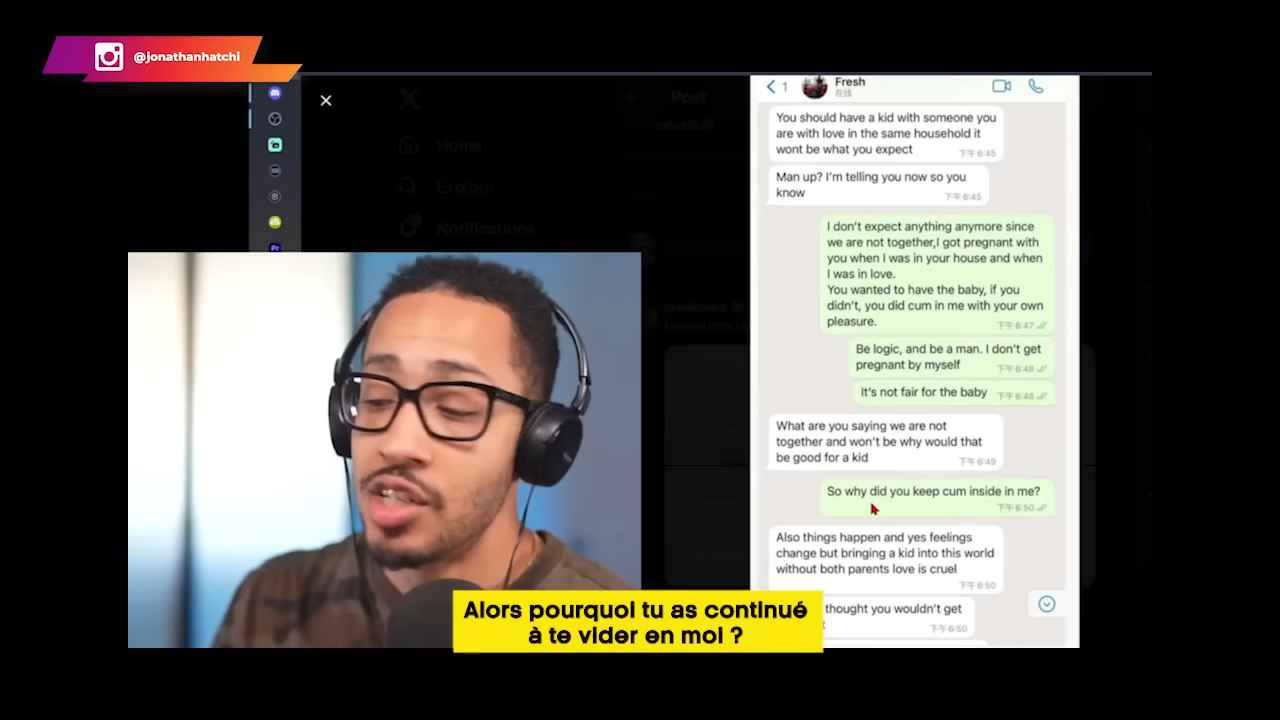 @jonathanhatchi
1
Fresh
在线
Post
Home
Explore
Notifications
Pr
You should have a kid with someone you
are with love in the same household it
wont be what you expect
下午 6:45
Man up? I'm telling you now so you
know
下午 6:45
I don't expect anything anymore since
we are not together,I got pregnant with
you when I was in your house and when
I was in love.
You wanted to have the baby, if you
didn't, you did cum in me with your own
pleasure.
下午 6:47
Be logic, and be a man. I don't get
pregnant by myself
下午 6:48
It's not fair for the baby
下午 6:48
What are you saying we are not
together and won't be why would that
be good for a kid
下午 6:49
So why did you keep cum inside in me?
下午 6:50
Also things happen and yes feelings
change but bringing a kid into this world
without both parents love is cruel
下午 6:50
thought you wouldn't get
下午 6:50
Alors pourquoi tu as continué
à te vider en moi ?